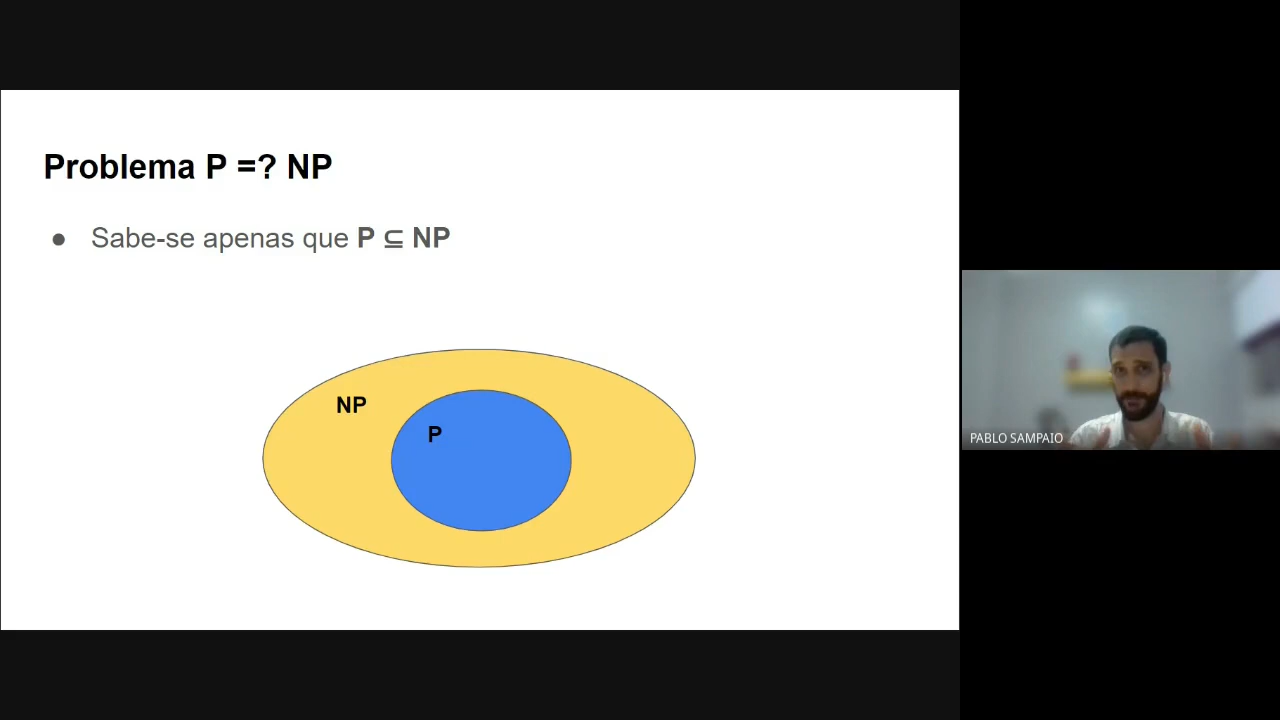 Problema P =? NP
● Sabe-se apenas que P ⊆ NP
NP
P
PABLO SAMPAIO